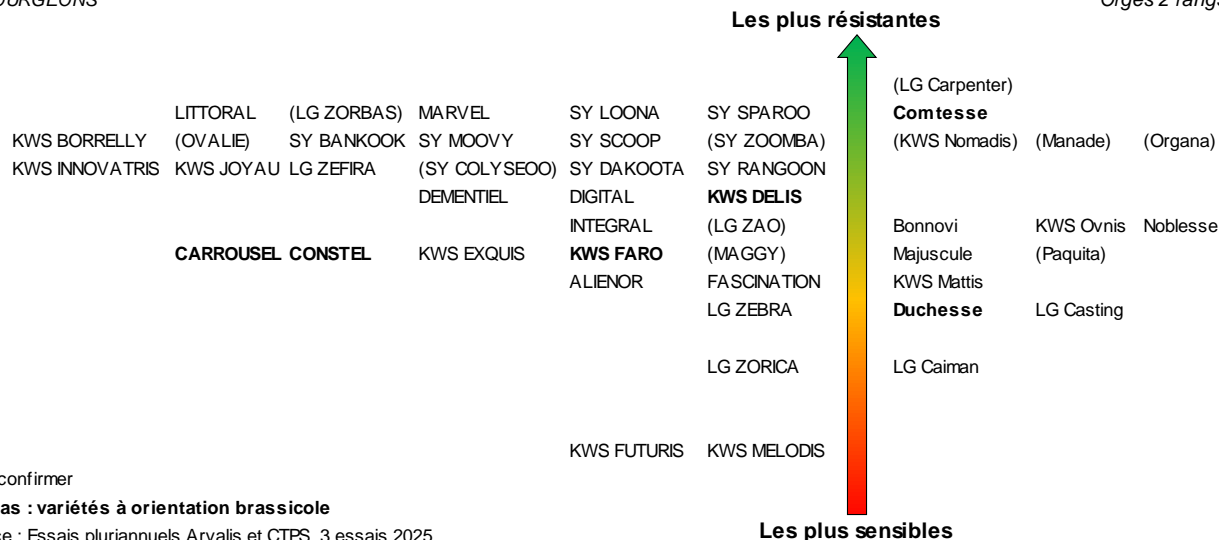 Les plus résistantes
(LG Carpenter)
LITTORAL (LG ZORBAS) MARVEL SY LOONA SY SPAROO Comtesse
KWS BORRELLY (OVALIE) SY BANKOOK SY MOOVY SY SCOOP (SY ZOOMBA) (KWS Nomadis) (Manade) (Organa)
KWS INNOVATRIS KWS JOYAU LG ZEFIRA (SY COLYSEOO) SY DAKOOTA SY RANGOON
DEMENTIEL DIGITAL KWS DELIS
INTEGRAL (LG ZAO) Bonnovi KWS Ovnis Noblesse
CARROUSEL CONSTEL KWS EXQUIS KWS FARO (MAGGY) Majuscule (Paquita)
ALIENOR FASCINATION KWS Mattis
LG ZEBRA Duchesse LG Casting
LG ZORICA LG Caiman
KWS FUTURIS KWS MELODIS
confirmer
as : variétés à orientation brassicole
ce : Essais pluriannuels Arvalis et CTPS, 3 essais 2025
Les plus sensibles